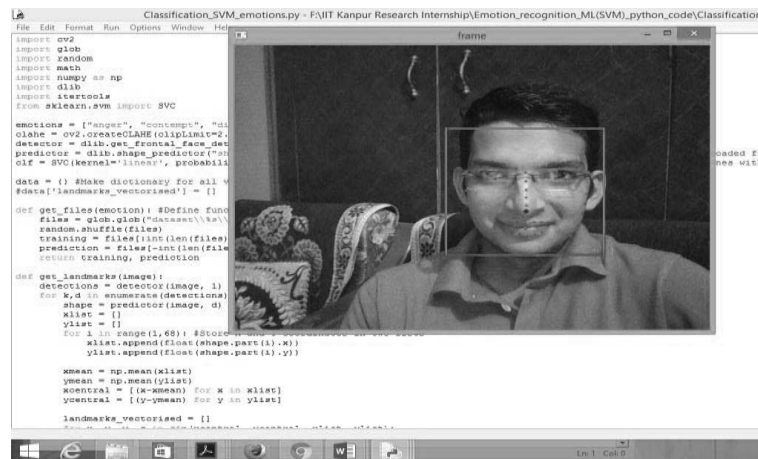 Classification_SVM_emotions.py - F:\IIT Kanpur Research Internship\Emotion_recognition_ML(SVM)_python_code\Classification
File Edit Format Run Options Window Hel
frame
import cv2
import glob
import random
import math
import numpy as np
import dlib
import itertools
from sklearn.svm import SVC
emotions = ["anger", "contempt", "di
clahe = cv2.createCLAHE(clipLimit=2.
detector = dlib.get_frontal_face_det
predictor = dlib.shape_predictor("sh oaded f
clf = SVC(kernel='linear', probabili nes wit
data = {} #Make dictionary for all v
#data['landmarks_vectorised'] = []
def get_files(emotion): #Define func
files = glob.glob("dataset\\%s\\
random.shuffle(files)
training = files[:int(len(files)
prediction = files[-int(len(file
return training, prediction
def get_landmarks(image):
detections = detector(image, 1)
for k,d in enumerate(detections)
shape = predictor(image, d)
xlist = []
ylist = []
for i in range(1,68): #Store X and Y coordinates in two lists
xlist.append(float(shape.part(i).x))
ylist.append(float(shape.part(i).y))
xmean = np.mean(xlist)
ymean = np.mean(ylist)
xcentral = [(x-xmean) for x in xlist]
ycentral = [(y-ymean) for y in ylist]
landmarks_vectorised = []
Ln: 1 Col: 0